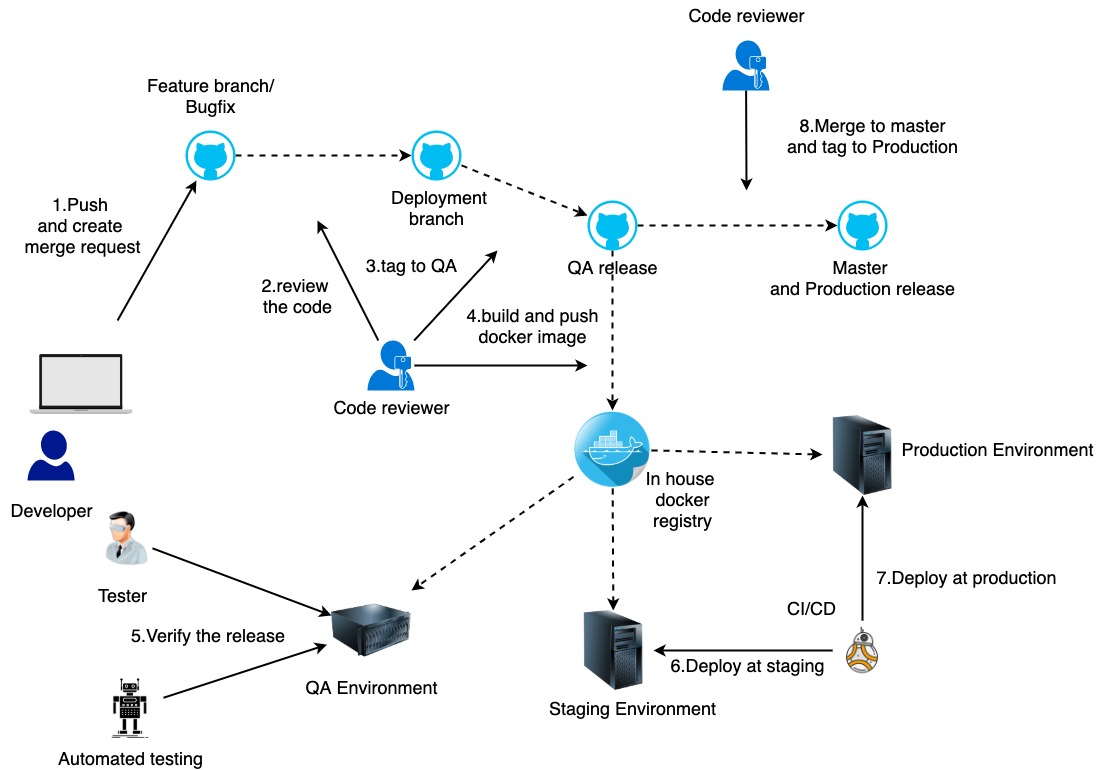 Code reviewer
Feature branch/
Bugfix
8.Merge to master
and tag to Production
1.Push
and create
merge request
Deployment
branch
3.tag to QA
QA release
Master
and Production release
2.review
the code
4.build and push
docker image
Code reviewer
Production Environment
In house
docker
registry
Developer
7.Deploy at production
Tester
CI/CD
5.Verify the release
6.Deploy at staging
QA Environment
Staging Environment
Automated testing